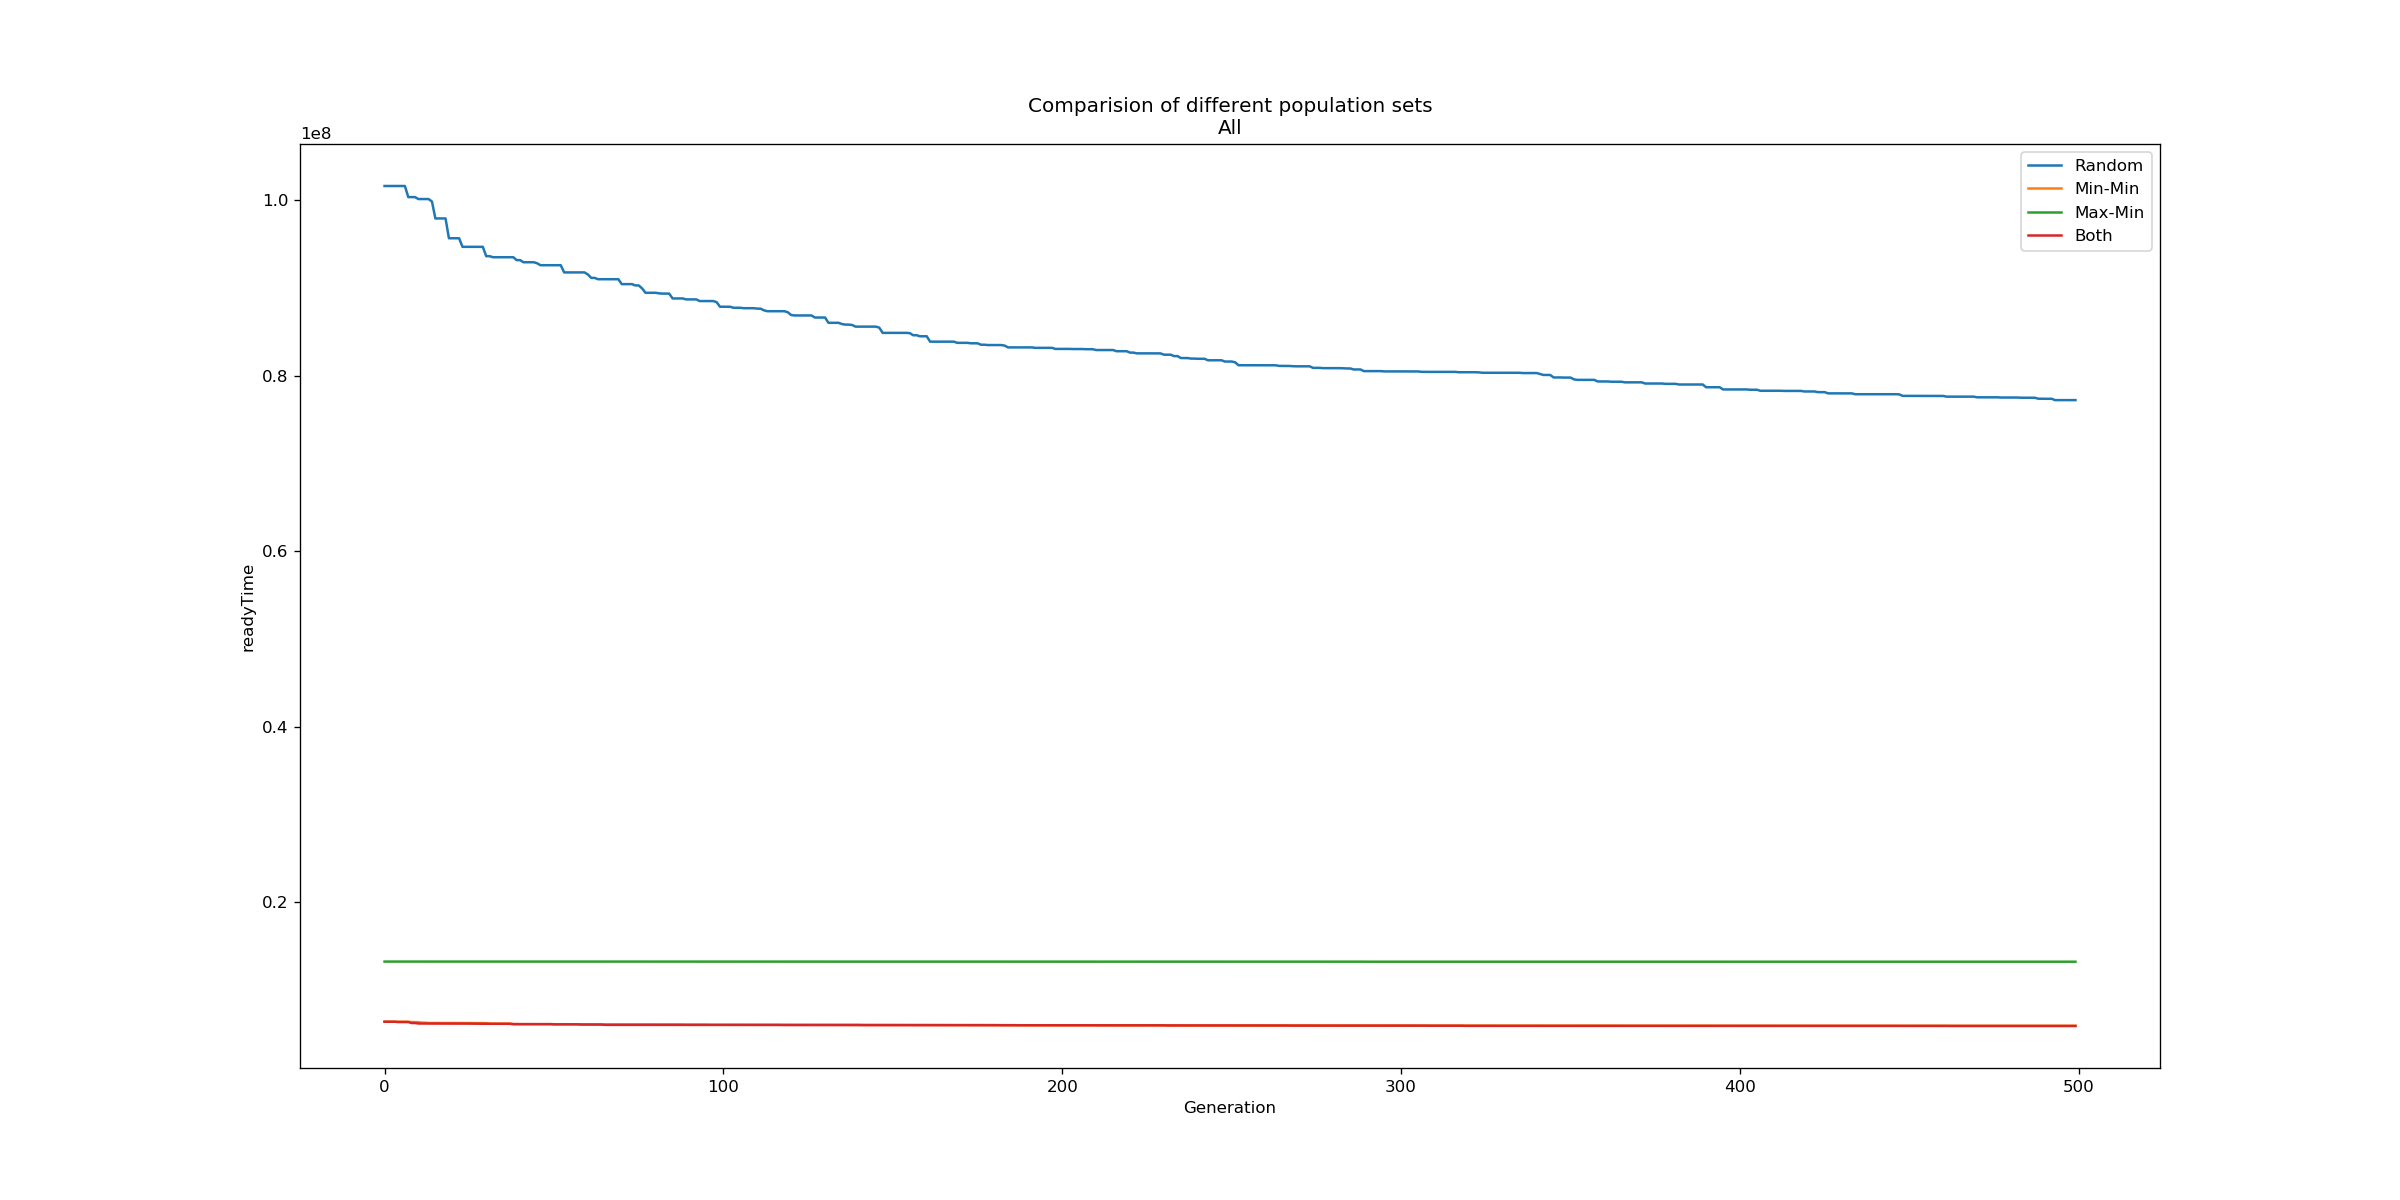 Comparision of different population sets
All
1e8
1.0
0.8
0.6
0.4
0.2
readyTime
0 100 200 300 400 500
Generation
Random
Min-Min
Max-Min
Both